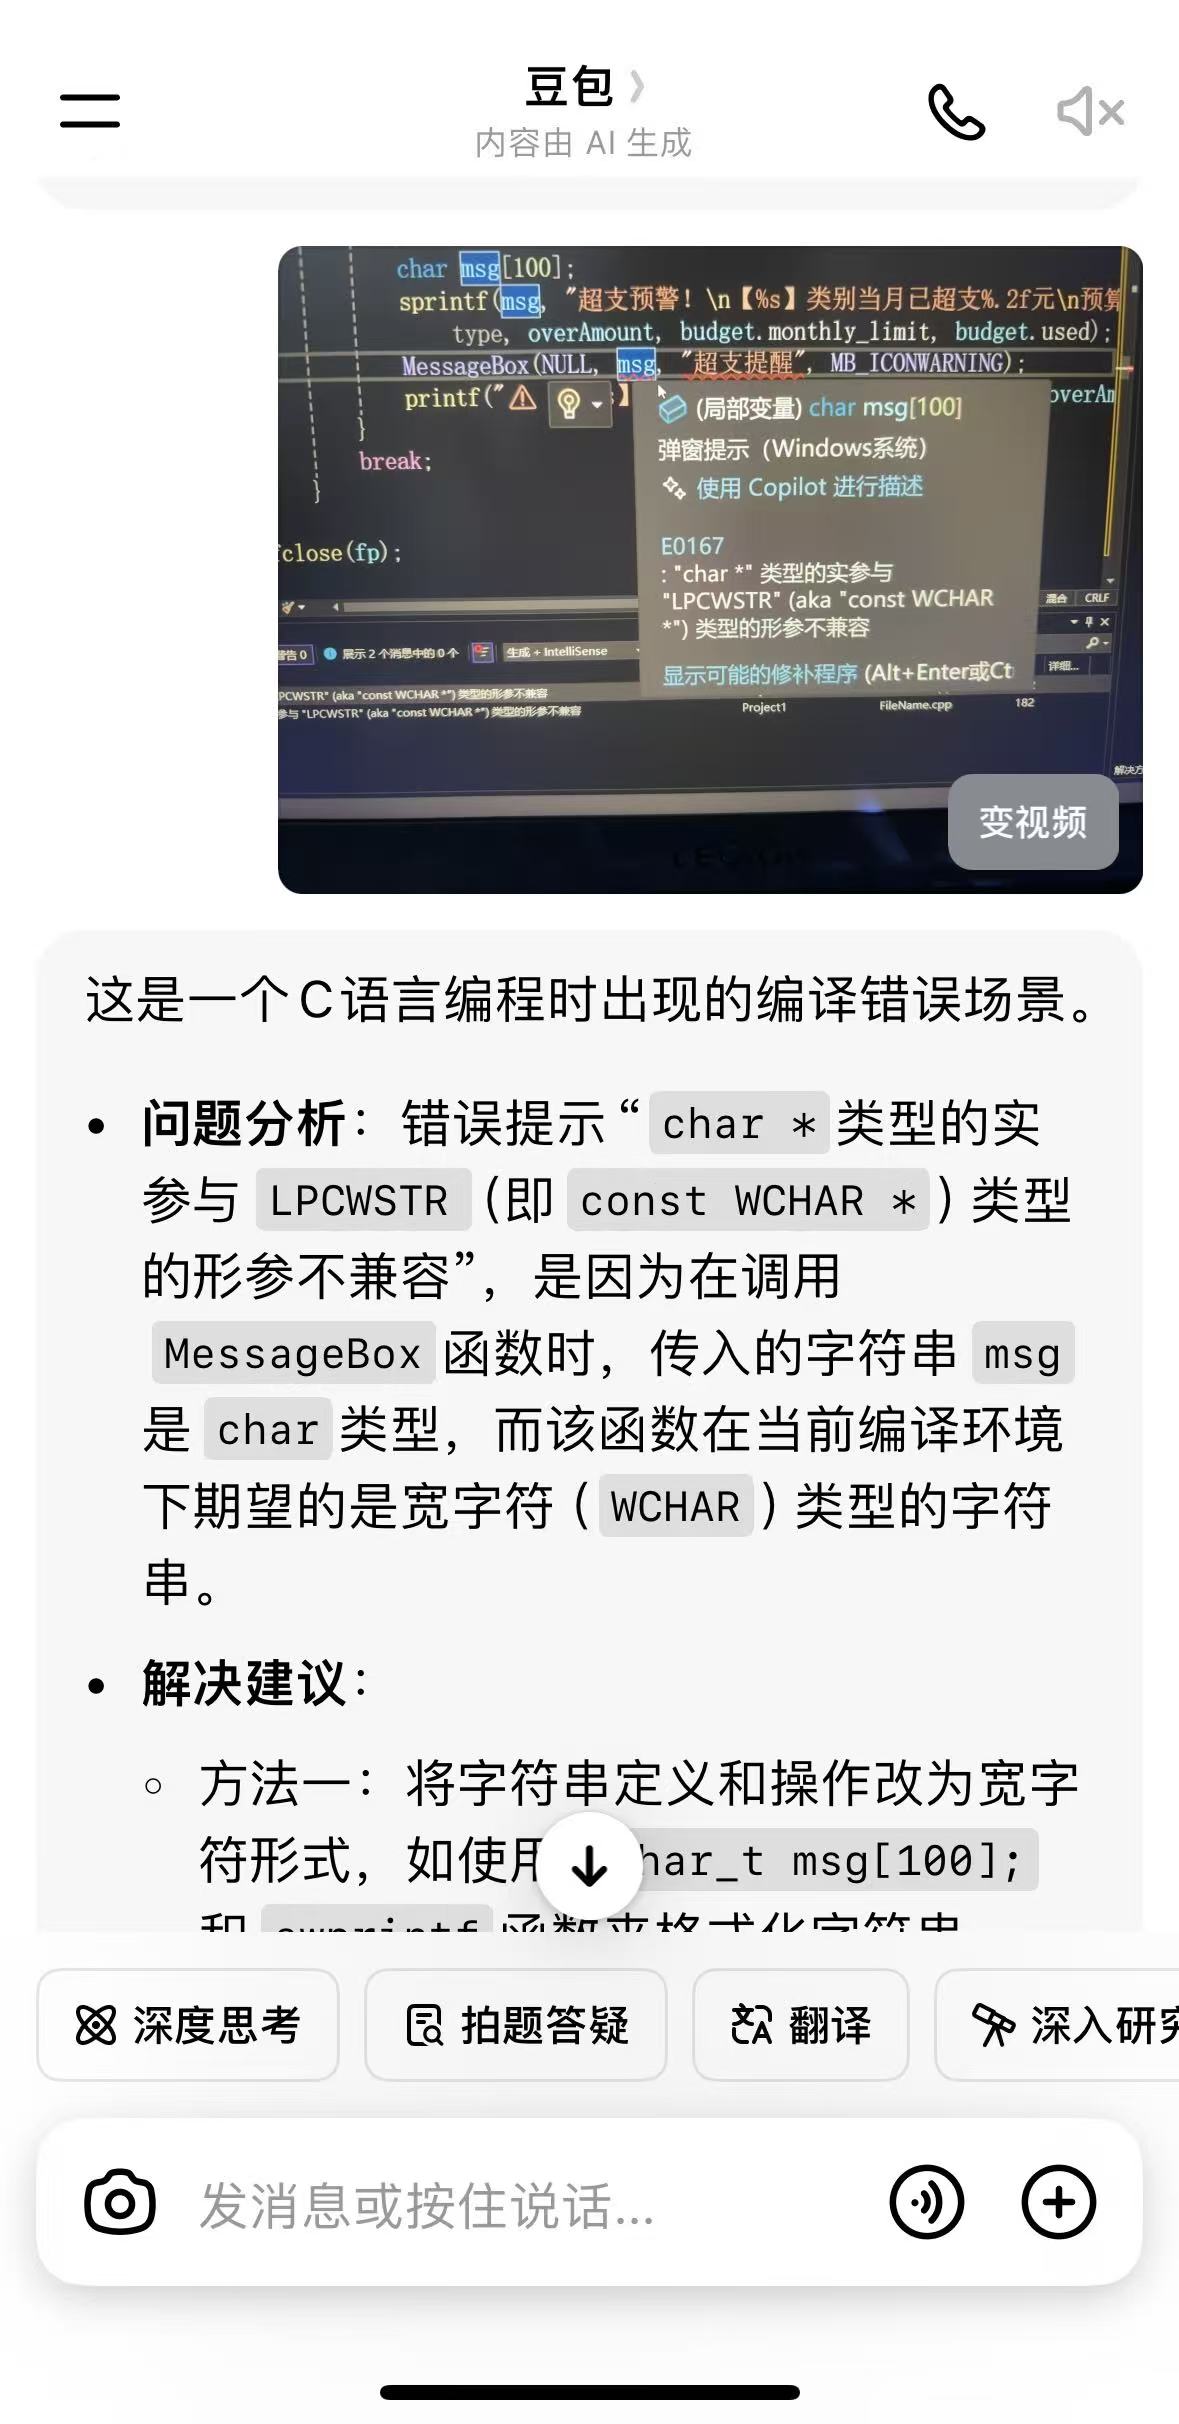 豆包
内容由 AI 生成
char msg[100];
sprintf(msg, "超支预警！\n【%s】类别当月已超支%.2f元\n预算
type, overAmount, budget.monthly_limit, budget.used);
MessageBox(NULL, msg, "超支提醒", MB_ICONWARNING);
printf("⚠
】
overAm
(局部变量) char msg[100]
}
弹窗提示（Windows系统）
break;
使用 Copilot 进行描述
}
E0167
fclose(fp);
: "char *" 类型的实参与
"LPCWSTR" (aka "const WCHAR
*") 类型的形参不兼容
混合 CRLF
警告 0 展示 2 个消息中的 0 个 生成 + IntelliSense
显示可能的修补程序 (Alt+Enter或Ct
详细...
PCWSTR" (aka "const WCHAR *") 类型的形参不兼容
参与 "LPCWSTR" (aka "const WCHAR *") 类型的形参不兼容 Project1 FileName.cpp 182
解决方
变视频
这是一个C语言编程时出现的编译错误场景。
• 问题分析：错误提示“char *类型的实
参与 LPCWSTR (即 const WCHAR *) 类型
的形参不兼容”，是因为在调用
MessageBox 函数时，传入的字符串 msg
是 char 类型，而该函数在当前编译环境
下期望的是宽字符（WCHAR）类型的字符
串。
• 解决建议：
方法一：将字符串定义和操作改为宽字
符形式，如使用 har_t msg[100];
和 swprintf 函数来格式化字符串
深度思考 拍题答疑 翻译 深入研究
发消息或按住说话...